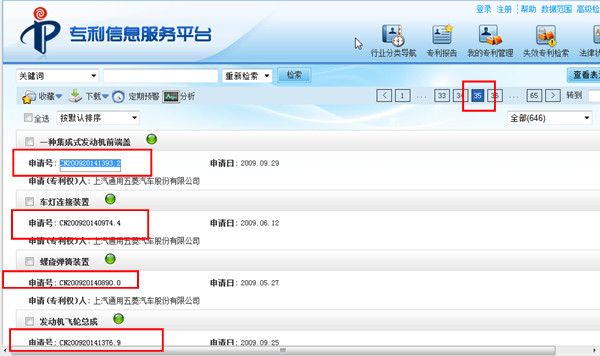 登录 注册 | 帮助 数据范围 高级检
专利信息服务平台
行业分类导航 专利报告 我的专利管理 失效专利检索 法律状
关键词 重新检索 检索 查看表
收藏 下载 定期预警 分析 < 1 ... 33 34 35 36 ... 65 > 转到
全选 按默认排序 全部(646)
一种集成式发动机前端盖
申请号: CN200920141393.2 申请日: 2009.09.29
申请(专利权)人: 上汽通用五菱汽车股份有限公司
车灯连接装置
申请号: CN200920140974.4 申请日: 2009.06.12
申请(专利权)人: 上汽通用五菱汽车股份有限公司
螺旋弹簧装置
申请号: CN200920140890.0 申请日: 2009.05.27
申请(专利权)人: 上汽通用五菱汽车股份有限公司
发动机飞轮总成
申请号: CN200920141376.9 申请日: 2009.09.25